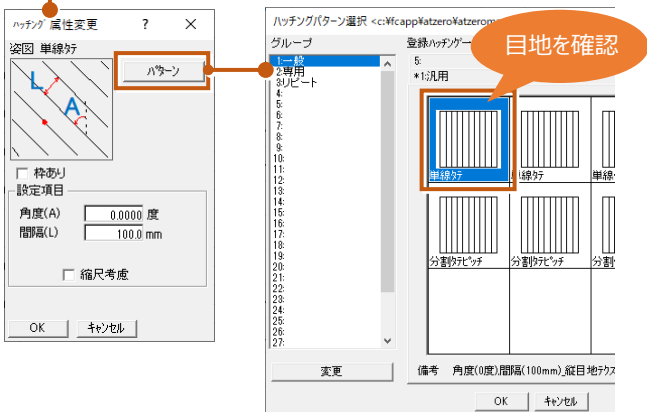 ハッチング 属性変更 ? ×
姿図 単線タテ
パターン
L
A
枠あり
設定項目
角度(A) 0.0000 度
間隔(L) 100.0 mm
縮尺考慮
OK キャンセル
ハッチングパターン選択 <c:¥fcapp¥atzero¥atzerom
グループ
1:一般
2:専用
3:リピート
4:
5:
6:
7:
8:
9:
10:
11:
12:
13:
14:
15:
16:
17:
18:
19:
20:
21:
22:
23:
24:
25:
26:
27:
変更
登録ハッチングデー
5:
*1:汎用
目地を確認
単線タテ 単線タテ 単線
分割タテピッチ 分割タテピッチ 分割
備考 角度(0度),間隔(100mm)_縦目地テクス
OK キャンセル